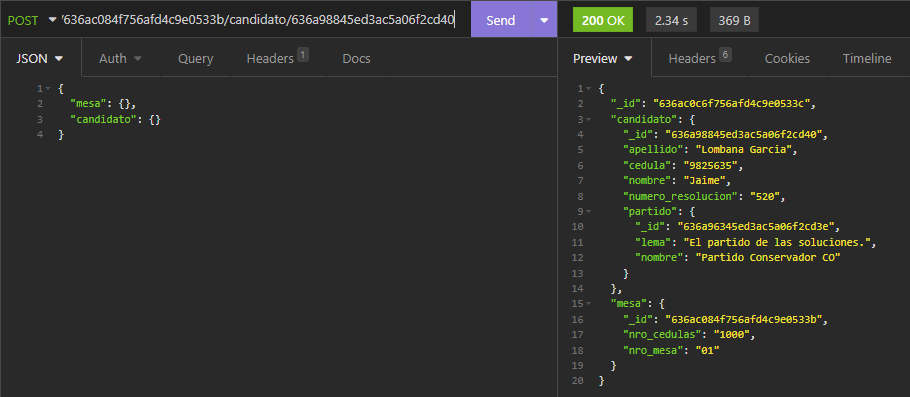 POST /636ac084f756afd4c9e0533b/candidato/636a98845ed3ac5a06f2cd40 Send
200 OK 2.34 s 369 B
JSON Auth Query Headers 1 Docs
Preview Headers 6 Cookies Timeline
1 {
2 "mesa": {},
3 "candidato": {}
4 }
1 {
2 "_id": "636ac0c6f756afd4c9e0533c",
3 "candidato": {
4 "_id": "636a98845ed3ac5a06f2cd40",
5 "apellido": "Lombana Garcia",
6 "cedula": "9825635",
7 "nombre": "Jaime",
8 "numero_resolucion": "520",
9 "partido": {
10 "_id": "636a96345ed3ac5a06f2cd3e",
11 "lema": "El partido de las soluciones.",
12 "nombre": "Partido Conservador CO"
13 }
14 },
15 "mesa": {
16 "_id": "636ac084f756afd4c9e0533b",
17 "nro_cedulas": "1000",
18 "nro_mesa": "01"
19 }
20 }